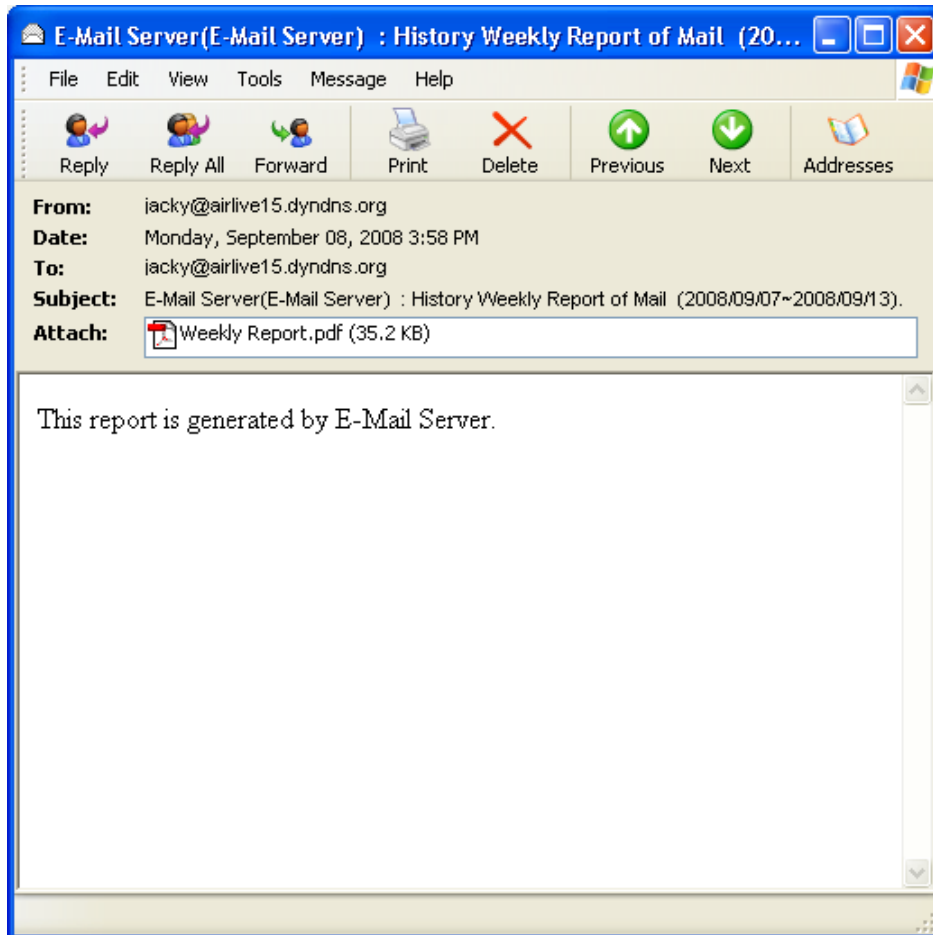 E-Mail Server(E-Mail Server) : History Weekly Report of Mail (20...
File Edit View Tools Message Help
Reply Reply All Forward Print Delete Previous Next Addresses
From: jacky@airlive15.dyndns.org
Date: Monday, September 08, 2008 3:58 PM
To: jacky@airlive15.dyndns.org
Subject: E-Mail Server(E-Mail Server) : History Weekly Report of Mail (2008/09/07~2008/09/13).
Attach: Weekly Report.pdf (35.2 KB)
This report is generated by E-Mail Server.